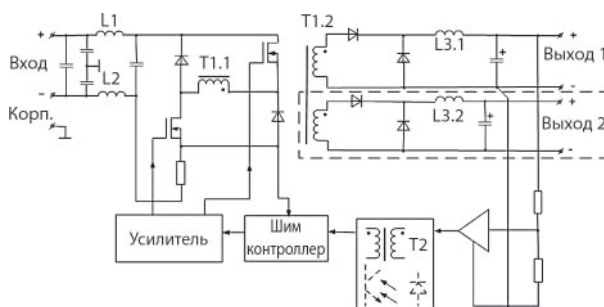 L1
T1.2
+
Вход
-
L2
T1.1
L3.1
+
+
Выход 1
-
Корп.
L3.2
+
+
Выход 2
-
Усилитель
Шим
контроллер
T2